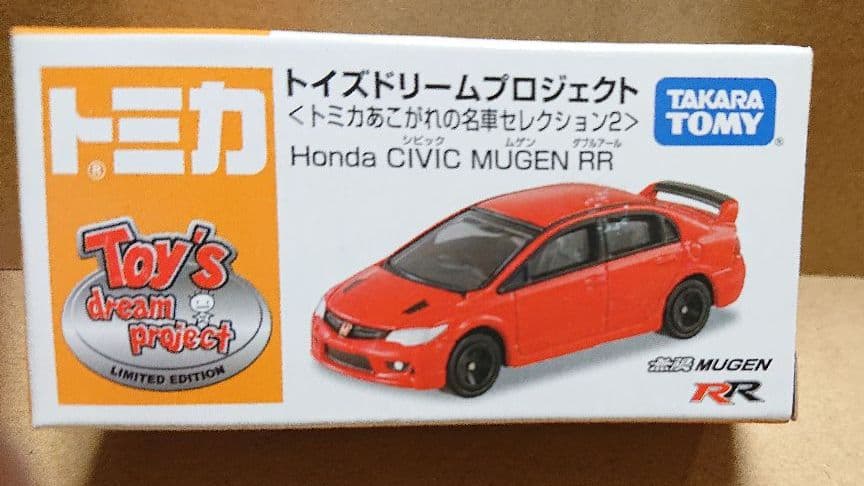 トミカ
®
トイズドリームプロジェクト
<トミカあこがれの名車セレクション2>
シビック ムゲン ダブルアール
Honda CIVIC MUGEN RR
TAKARA
TOMY
®
Toy's
dream
project
LIMITED EDITION
無限 MUGEN
RR